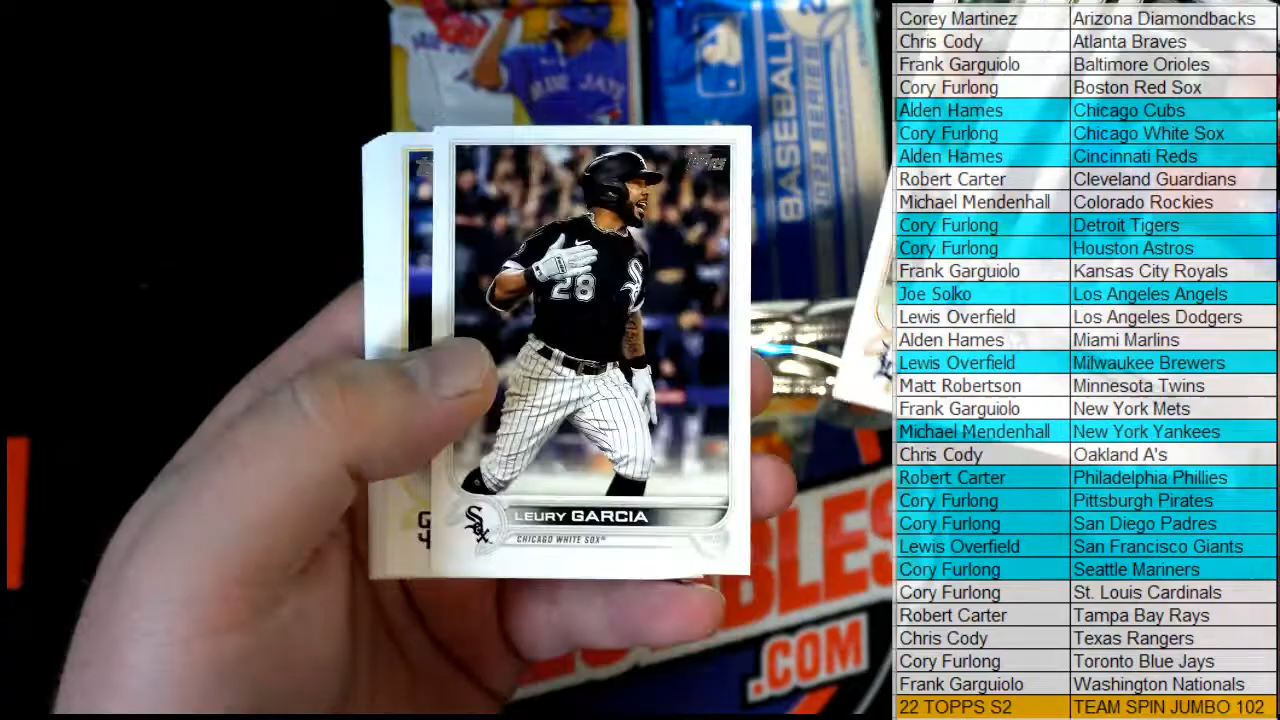 BLUE JAYS
BASEBALL
2022 SERIES 2
TOPPS
28
Sox
LEURY GARCIA
CHICAGO WHITE SOX
BLES
.COM
Corey Martinez Arizona Diamondbacks
Chris Cody Atlanta Braves
Frank Garguiolo Baltimore Orioles
Cory Furlong Boston Red Sox
Alden Hames Chicago Cubs
Cory Furlong Chicago White Sox
Alden Hames Cincinnati Reds
Robert Carter Cleveland Guardians
Michael Mendenhall Colorado Rockies
Cory Furlong Detroit Tigers
Cory Furlong Houston Astros
Frank Garguiolo Kansas City Royals
Joe Solko Los Angeles Angels
Lewis Overfield Los Angeles Dodgers
Alden Hames Miami Marlins
Lewis Overfield Milwaukee Brewers
Matt Robertson Minnesota Twins
Frank Garguiolo New York Mets
Michael Mendenhall New York Yankees
Chris Cody Oakland A's
Robert Carter Philadelphia Phillies
Cory Furlong Pittsburgh Pirates
Cory Furlong San Diego Padres
Lewis Overfield San Francisco Giants
Cory Furlong Seattle Mariners
Cory Furlong St. Louis Cardinals
Robert Carter Tampa Bay Rays
Chris Cody Texas Rangers
Cory Furlong Toronto Blue Jays
Frank Garguiolo Washington Nationals
22 TOPPS S2 TEAM SPIN JUMBO 102